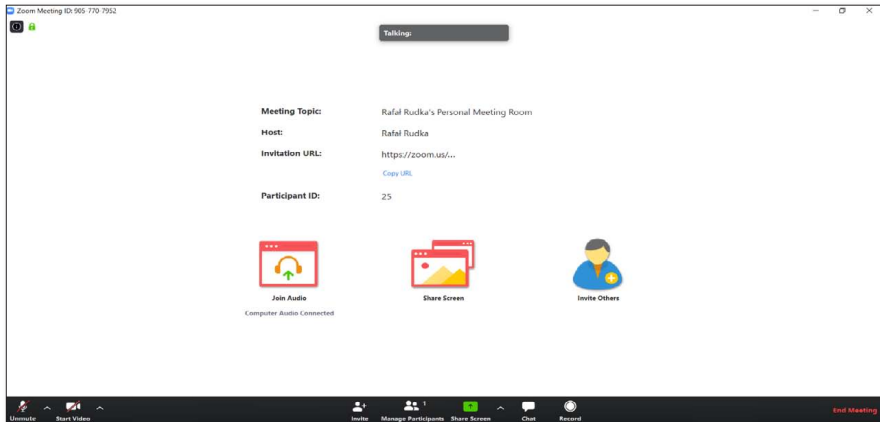 Zoom Meeting ID: 905-770-7952
Talking:
Meeting Topic: Rafał Rudka's Personal Meeting Room
Host: Rafał Rudka
Invitation URL: https://zoom.us/...
Copy URL
Participant ID: 25
Join Audio Share Screen Invite Others
Computer Audio Connected
1
Unmute Start Video Invite Manage Participants Share Screen Chat Record End Meeting